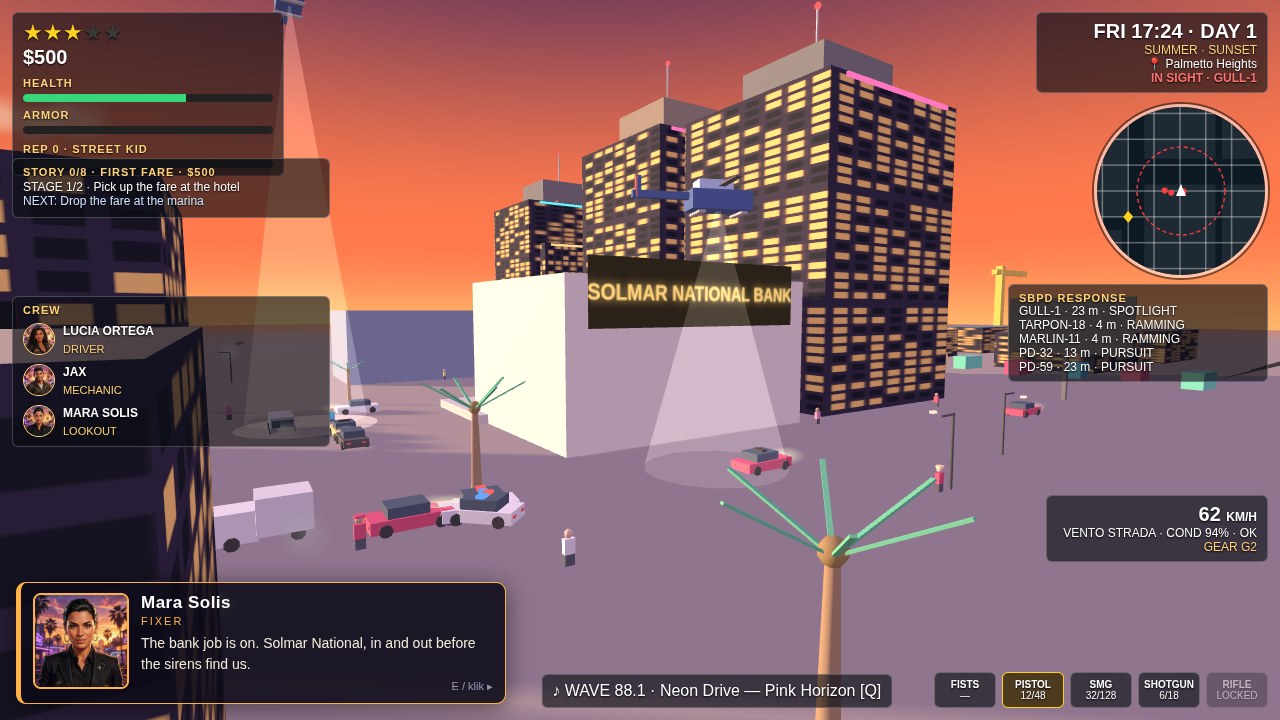 $500
HEALTH
ARMOR
REP 0 · STREET KID
STORY 0/8 · FIRST FARE · $500
STAGE 1/2 · Pick up the fare at the hotel
NEXT: Drop the fare at the marina
CREW
LUCIA ORTEGA
DRIVER
JAX
MECHANIC
MARA SOLIS
LOOKOUT
SOLMAR NATIONAL BANK
FRI 17:24 · DAY 1
SUMMER · SUNSET
📍 Palmetto Heights
IN SIGHT · GULL-1
SBPD RESPONSE
GULL-1 · 23 m · SPOTLIGHT
TARPON-18 · 4 m · RAMMING
MARLIN-11 · 4 m · RAMMING
PD-32 · 13 m · PURSUIT
PD-59 · 23 m · PURSUIT
62 KM/H
VENTO STRADA · COND 94% · OK
GEAR G2
Mara Solis
FIXER
The bank job is on. Solmar National, in and out before
the sirens find us.
E / klik ▸
♪ WAVE 88.1 · Neon Drive — Pink Horizon [Q]
FISTS
—
PISTOL
12/48
SMG
32/128
SHOTGUN
6/18
RIFLE
LOCKED